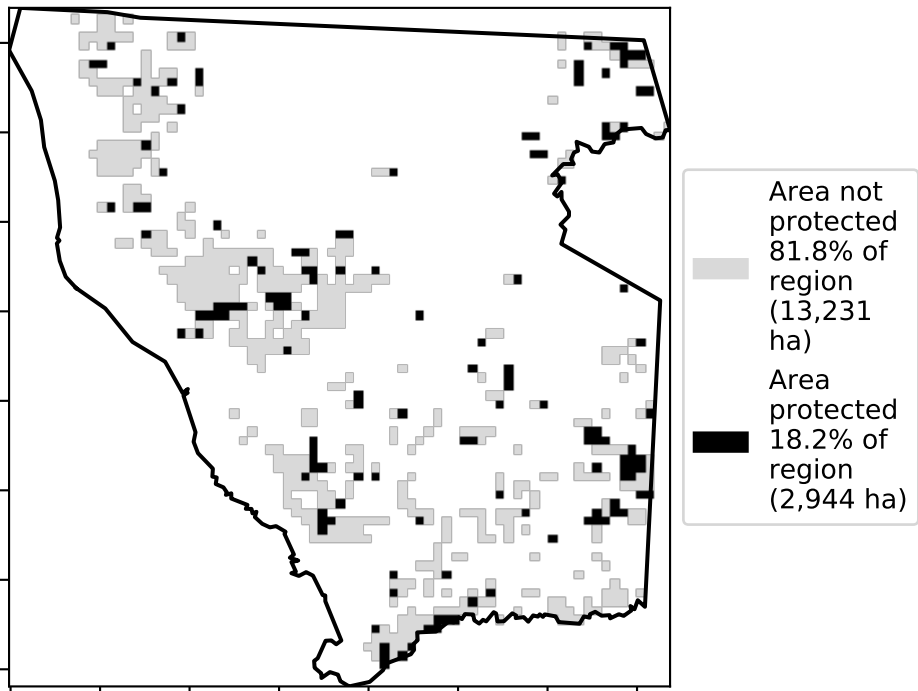 Area not
protected
81.8% of
region
(13,231
ha)
Area
protected
18.2% of
region
(2,944 ha)